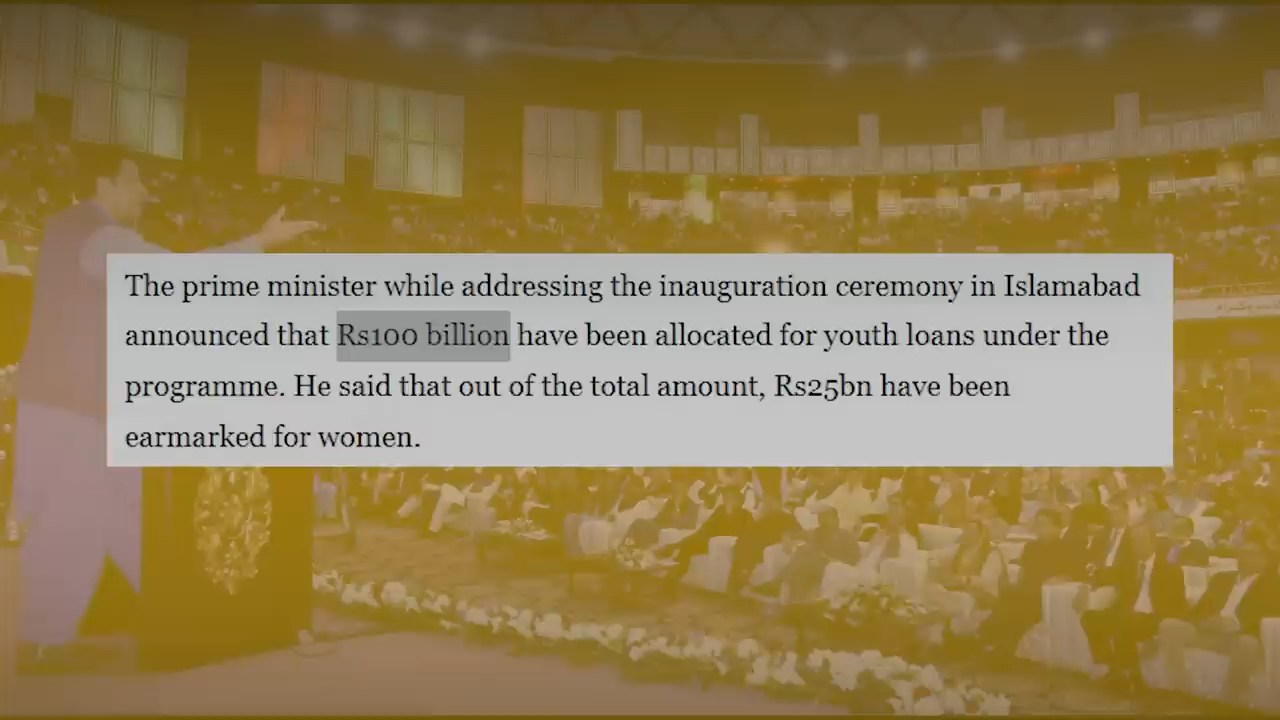 The prime minister while addressing the inauguration ceremony in Islamabad
announced that Rs100 billion have been allocated for youth loans under the
programme. He said that out of the total amount, Rs25bn have been
earmarked for women.